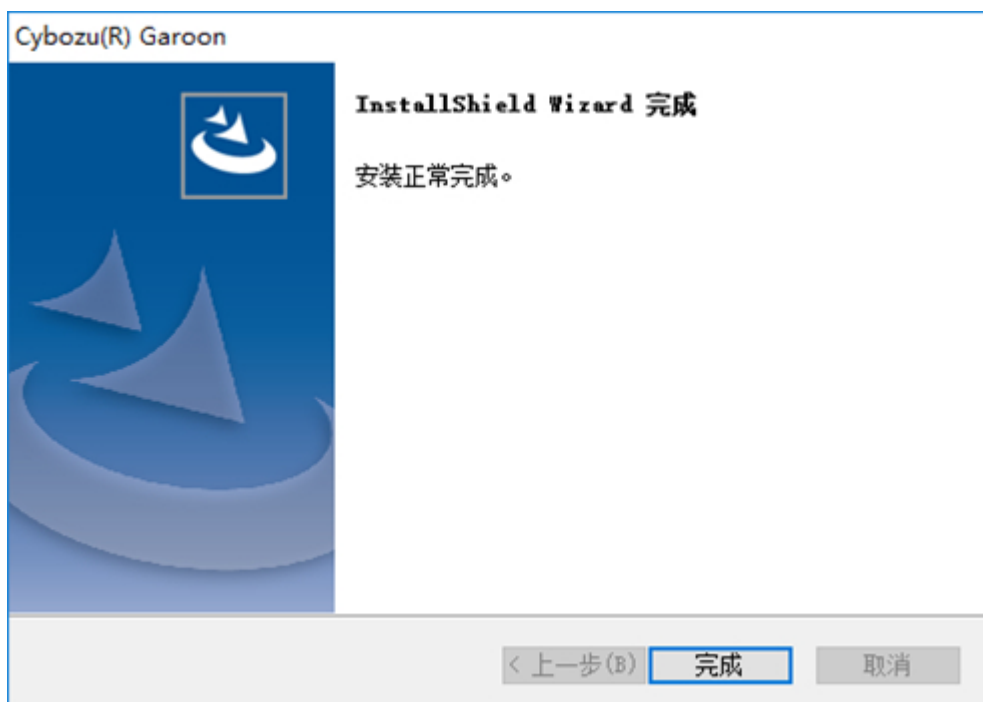 Cybozu(R) Garoon
InstallShield Wizard 完成
安装正常完成。
< 上一步(B)
完成
取消